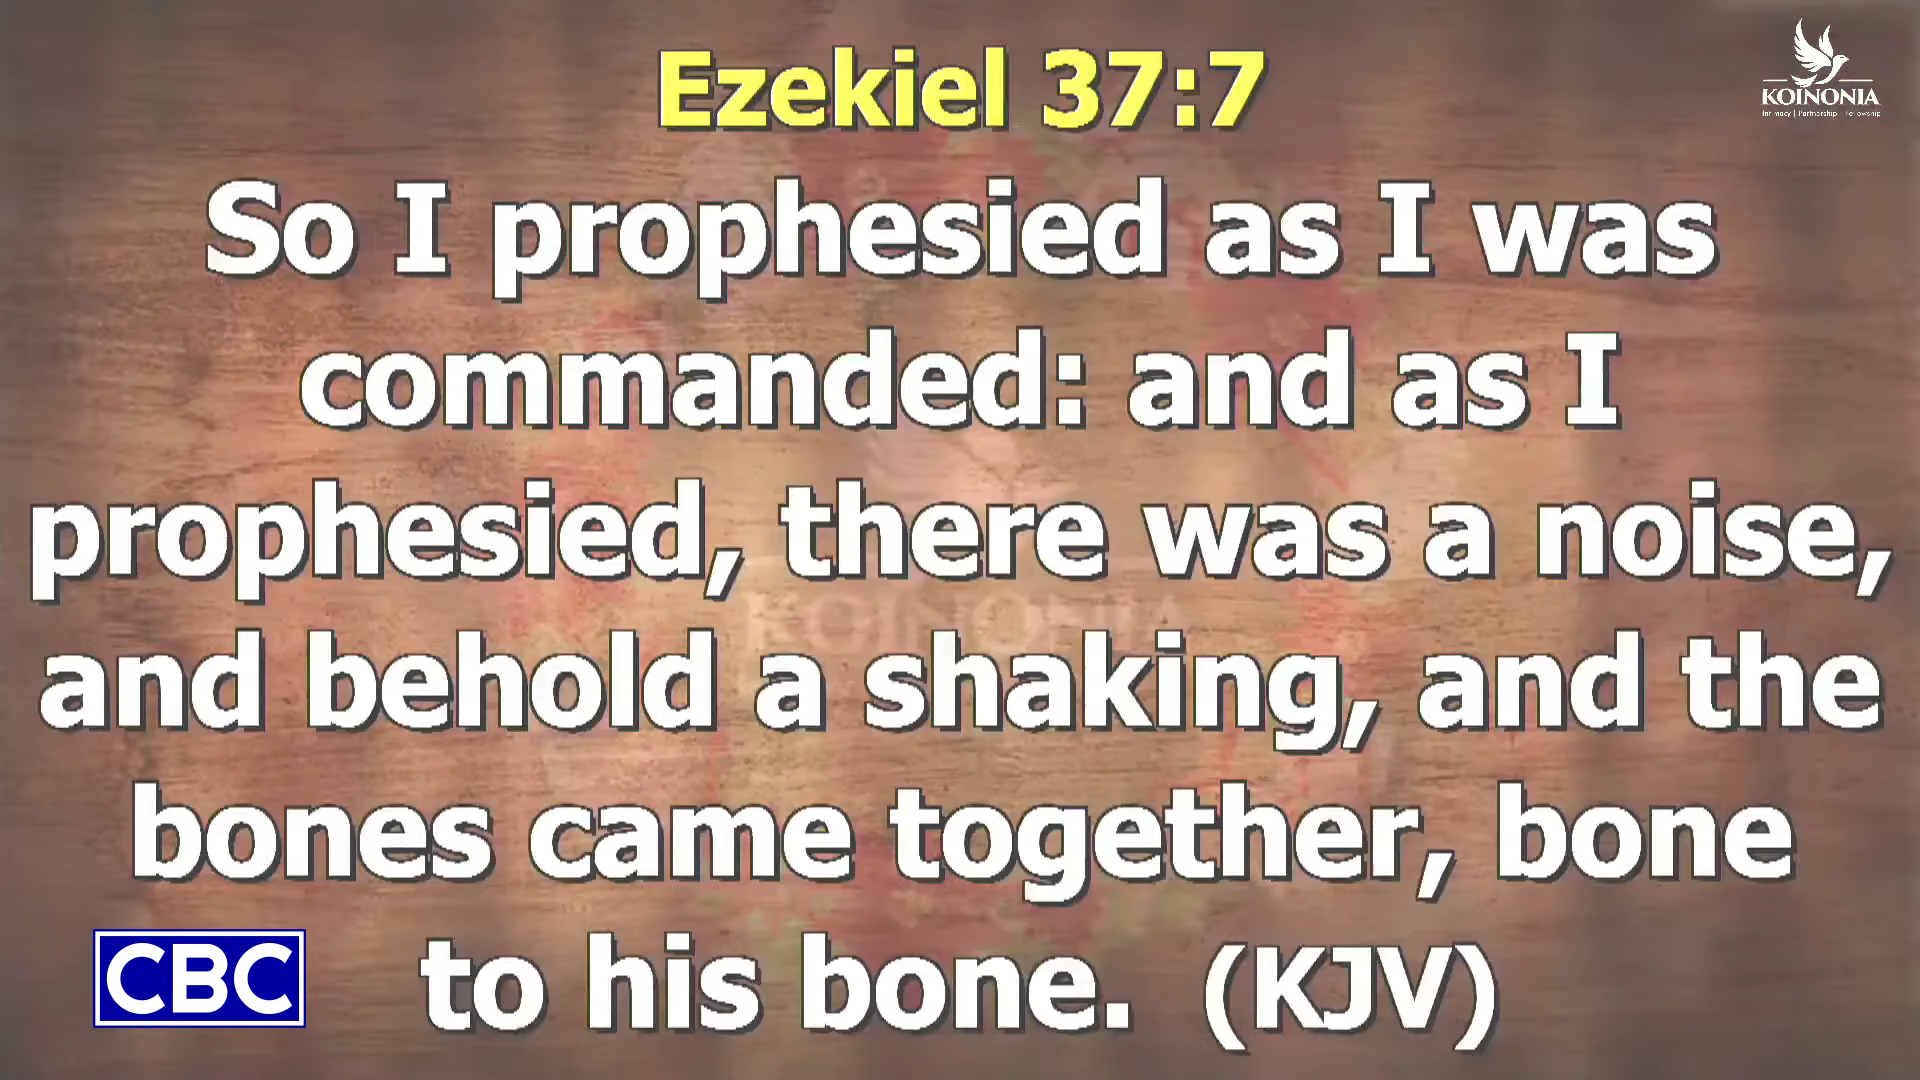 Ezekiel 37:7
KOINONIA
Intimacy | Partnership | Fellowship
So I prophesied as I was
commanded: and as I
prophesied, there was a noise,
and behold a shaking, and the
KOINONIA
bones came together, bone
to his bone. (KJV)
CBC